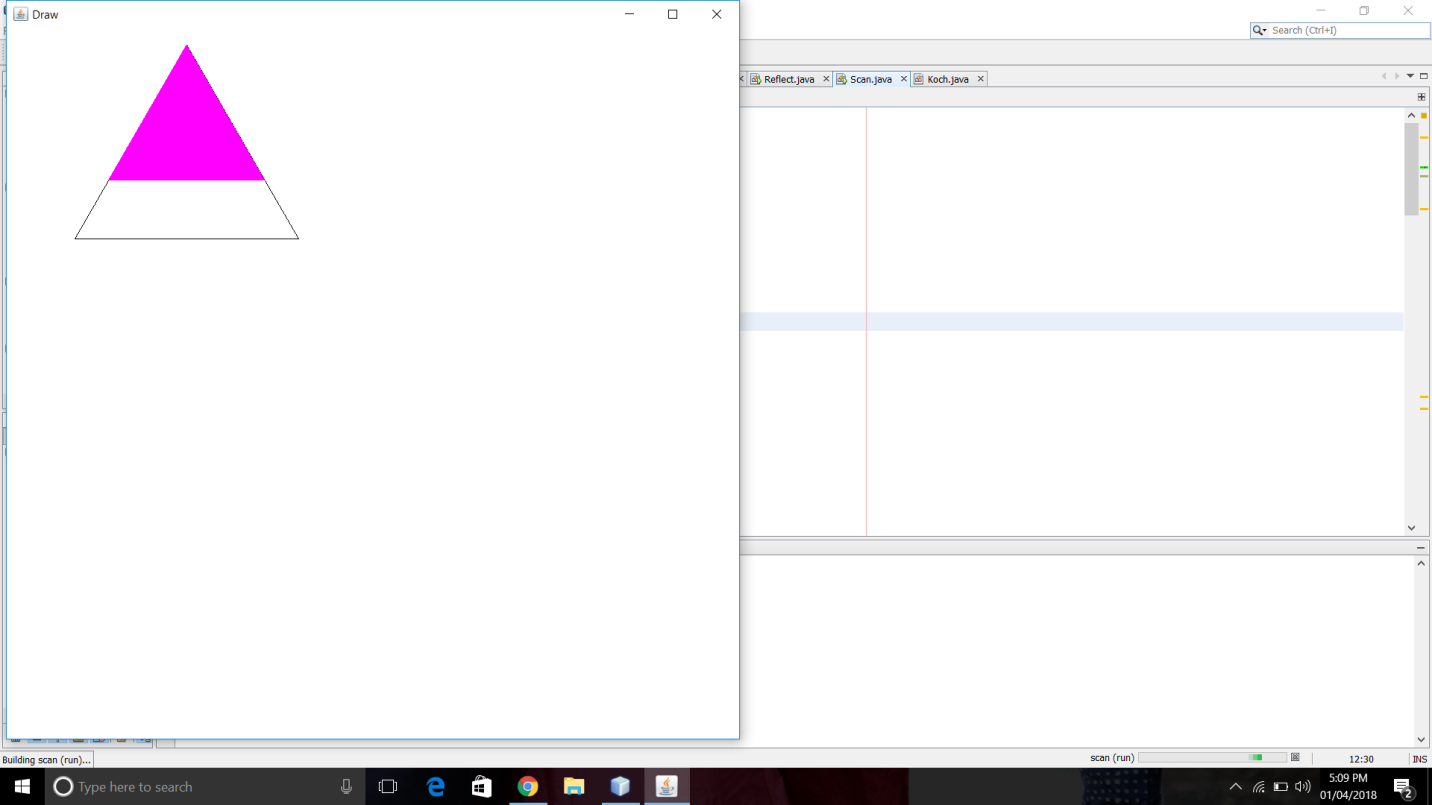 Draw
Search (Ctrl+I)
Reflect.java
Scan.java
Koch.java
Building scan (run)...
scan (run)
12:30
INS
Type here to search
5:09 PM
01/04/2018
2